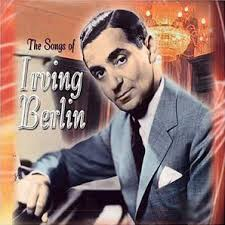 The Songs of
Irving
Berlin